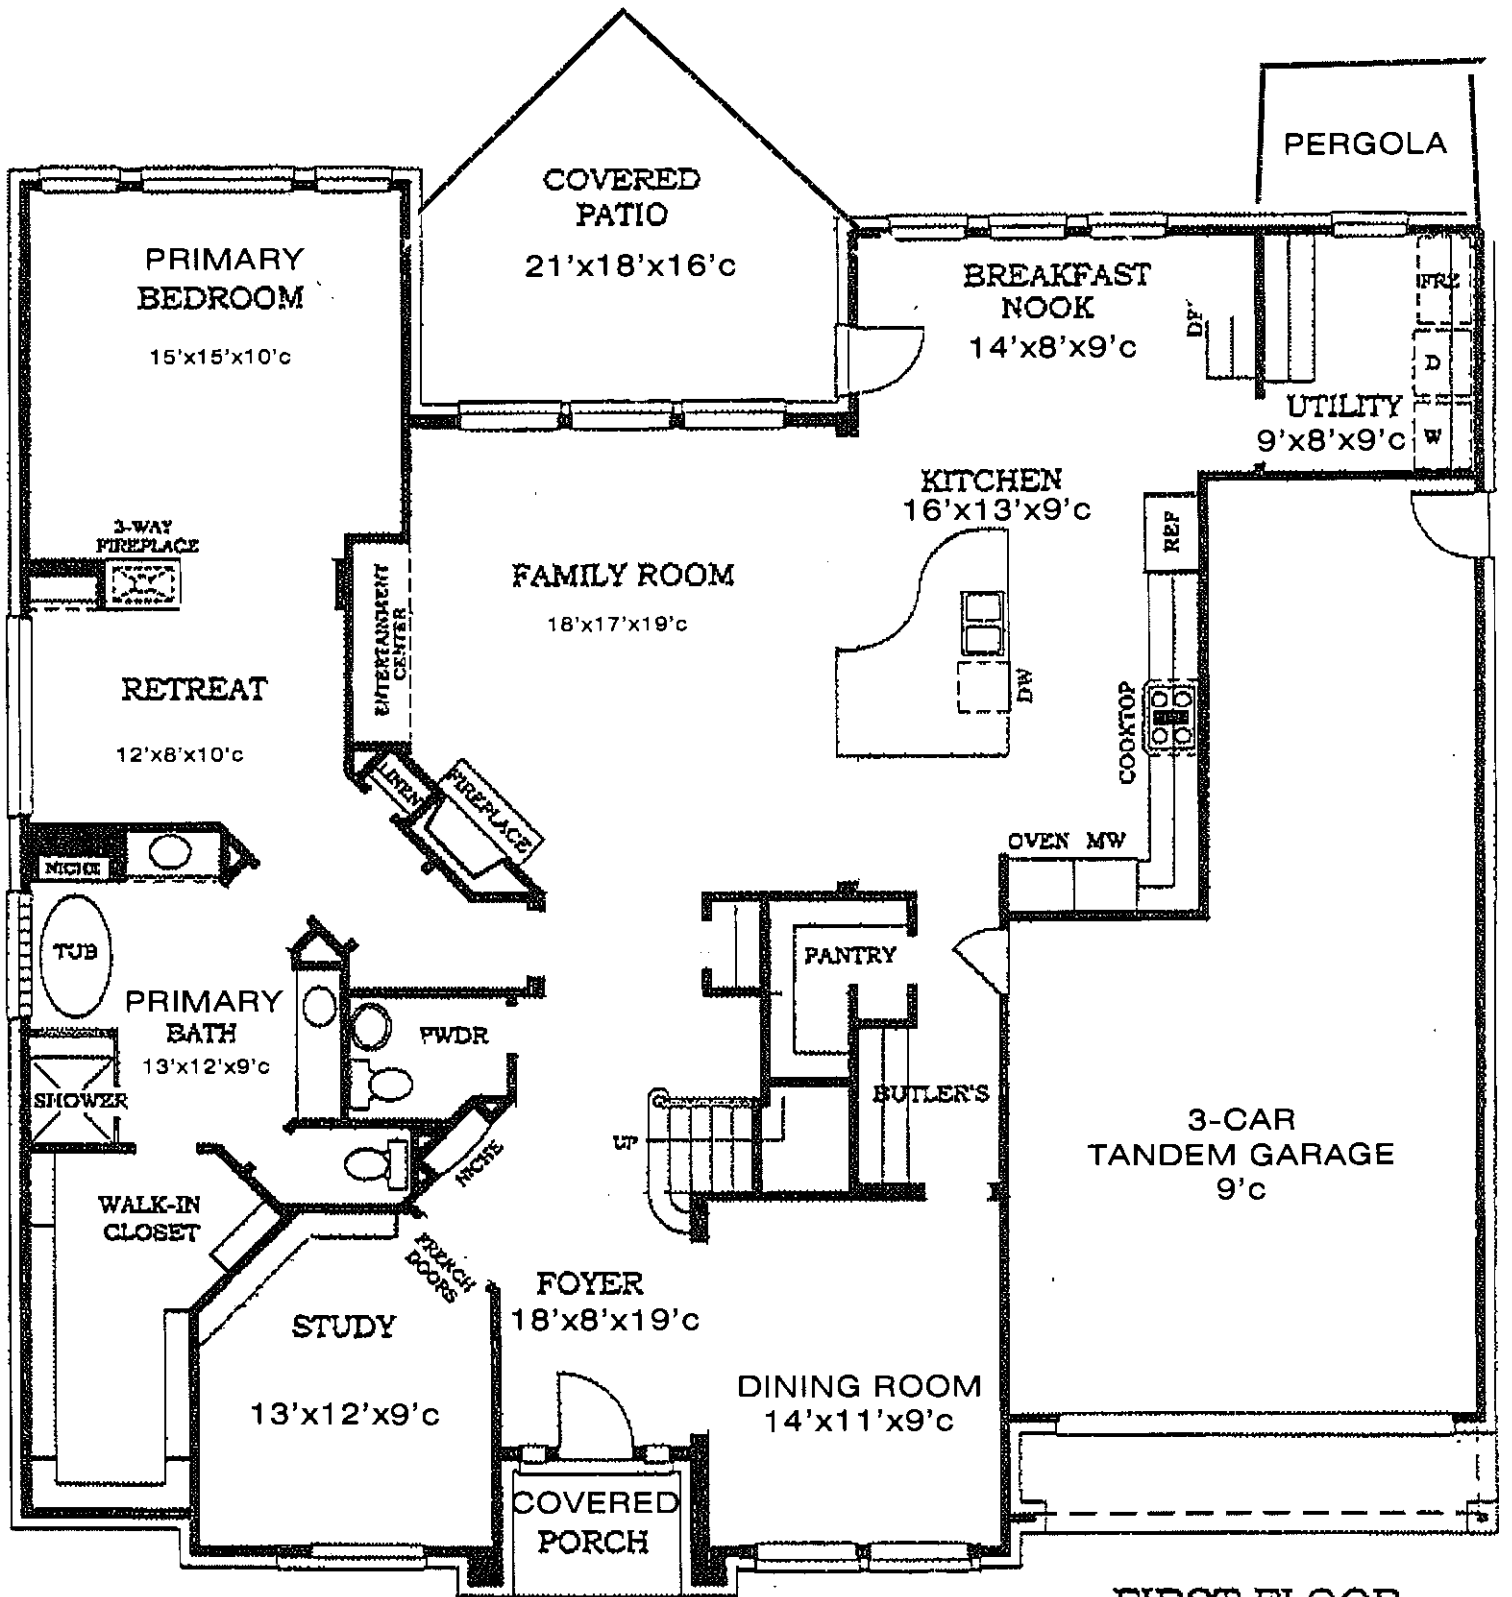 PERGOLA
COVERED
PATIO
21'x18'x16'c
PRIMARY
BEDROOM
15'x15'x10'c
BREAKFAST
NOOK
14'x8'x9'c
FRZ
D
W
UTILITY
9'x8'x9'c
KITCHEN
16'x13'x9'c
REF
3-WAY
FIREPLACE
ENTERTAINMENT
CENTER
FAMILY ROOM
18'x17'x19'c
RETREAT
12'x8'x10'c
DW
COOKTOP
LINEN
FIREPLACE
OVEN MW
NICHE
TUB
PRIMARY
BATH
13'x12'x9'c
SHOWER
PWDR
PANTRY
BUTLER'S
UP
NICHE
3-CAR
TANDEM GARAGE
9'c
WALK-IN
CLOSET
FRENCH
DOORS
STUDY
13'x12'x9'c
FOYER
18'x8'x19'c
DINING ROOM
14'x11'x9'c
COVERED
PORCH
FIRST FLOOR